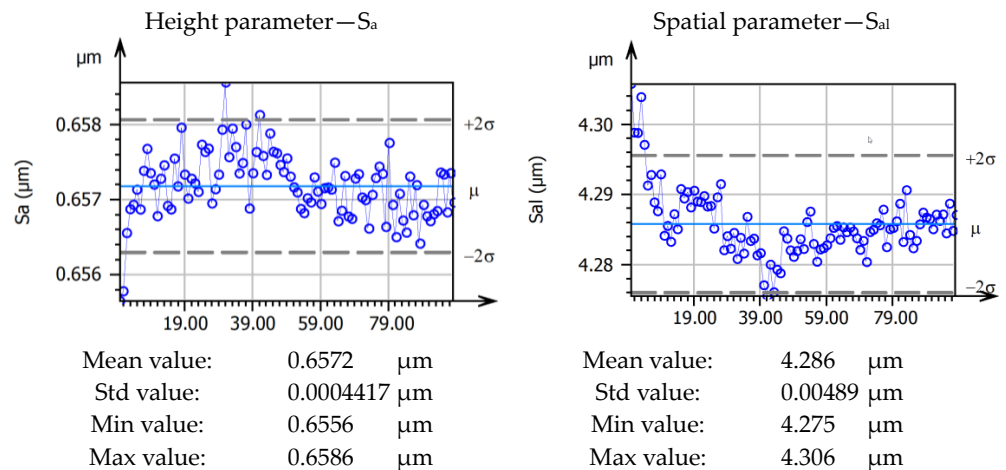 Height parameter—Sa
Spatial parameter—Sal
µm
0.658
0.657
0.656
Sa (µm)
+2σ
µ
−2σ
19.00 39.00 59.00 79.00
µm
4.30
4.29
4.28
Sal (µm)
+2σ
µ
−2σ
19.00 39.00 59.00 79.00
Mean value: 0.6572 µm
Std value: 0.0004417 µm
Min value: 0.6556 µm
Max value: 0.6586 µm
Mean value: 4.286 µm
Std value: 0.00489 µm
Min value: 4.275 µm
Max value: 4.306 µm